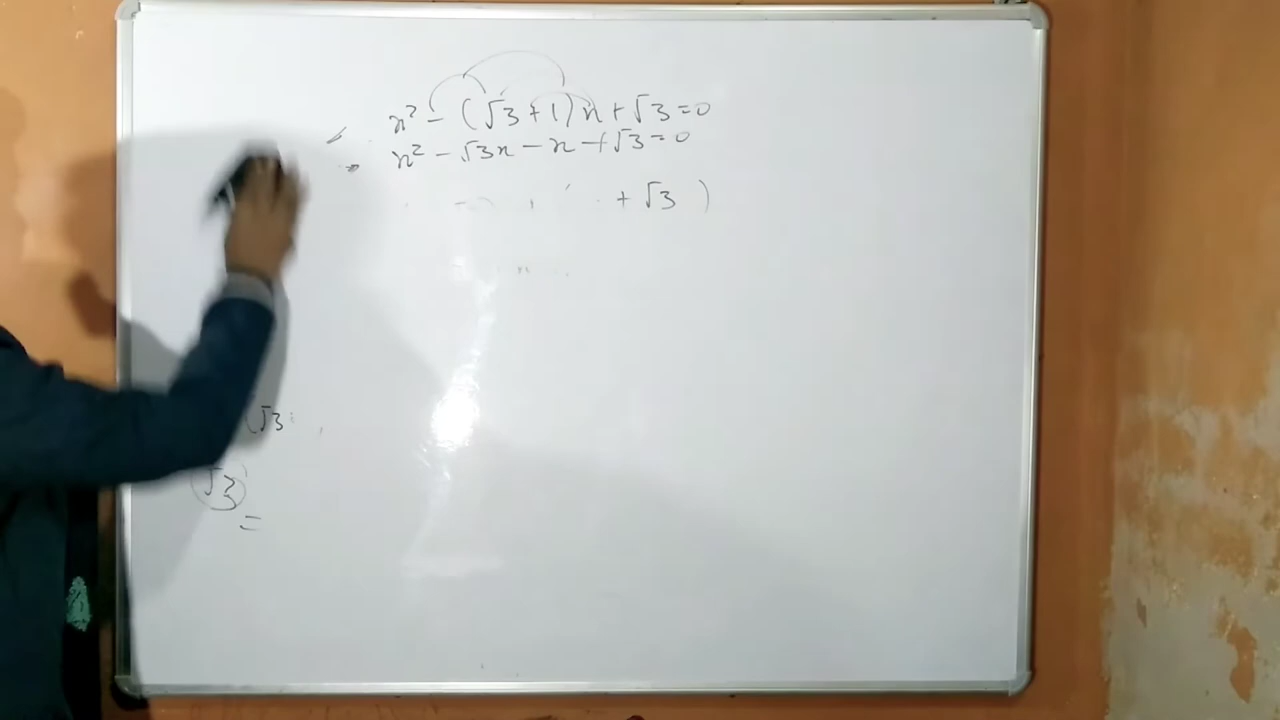 x² - (√3+1)x+√3=0
⇒ x² - √3x - x + √3=0
+ √3 )
(√3
√3
=